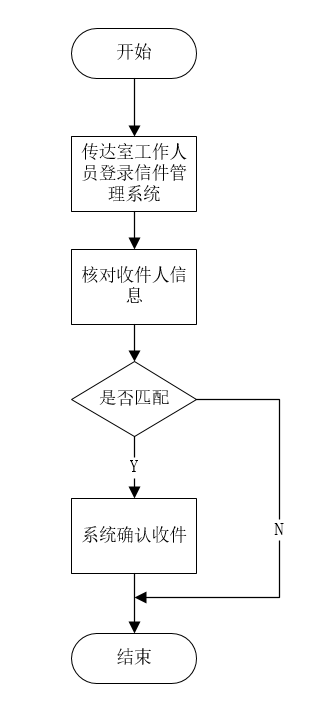 开始
传达室工作人
员登录信件管
理系统
核对收件人信
息
是否匹配
Y
系统确认收件
N
结束